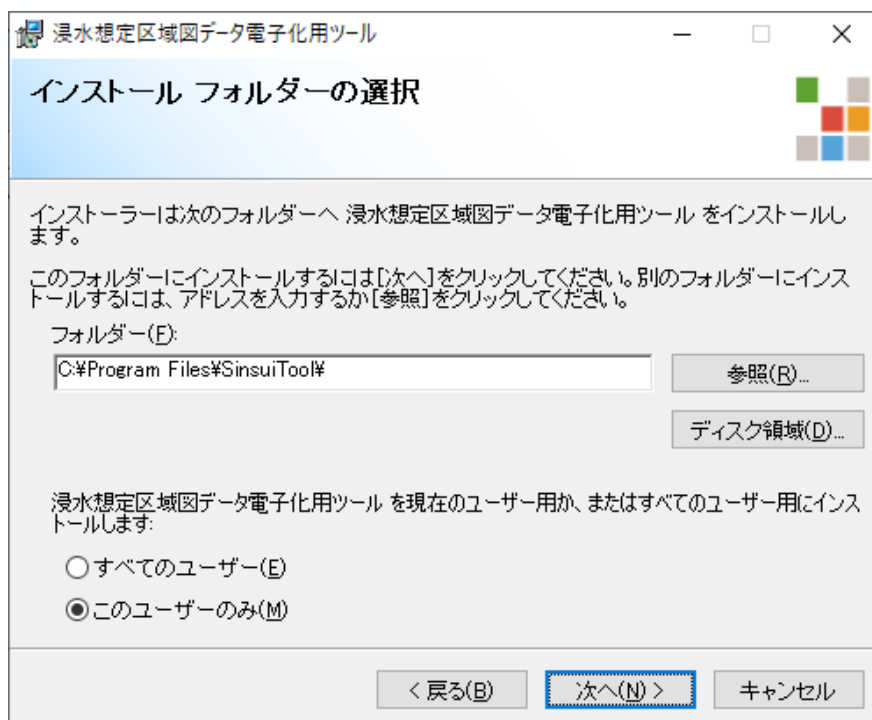 浸水想定区域図データ電子化用ツール
インストール フォルダーの選択
インストーラーは次のフォルダーへ 浸水想定区域図データ電子化用ツール をインストールし
ます。
このフォルダーにインストールするには[次へ]をクリックしてください。別のフォルダーにインス
トールするには、アドレスを入力するか[参照]をクリックしてください。
フォルダー(F):
C:¥Program Files¥SinsuiTool¥
参照(R)...
ディスク領域(D)...
浸水想定区域図データ電子化用ツール を現在のユーザー用か、またはすべてのユーザー用にインス
トールします:
すべてのユーザー(E)
このユーザーのみ(M)
< 戻る(B)
次へ(N) >
キャンセル